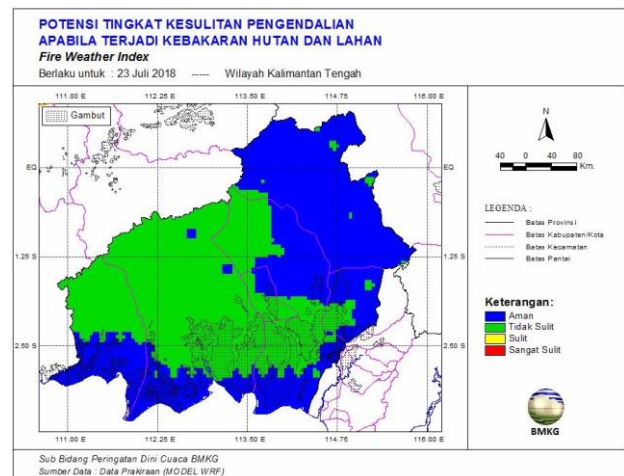 POTENSI TINGKAT KESULITAN PENGENDALIAN
APABILA TERJADI KEBAKARAN HUTAN DAN LAHAN
Fire Weather Index
Berlaku untuk : 23 Juli 2018 ----- Wilayah Kalimantan Tengah
111.00 E 112.25 E 113.50 E 114.75 E 116.00 E
Gambut
EQ EQ
1.25 S 1.25 S
2.50 S 2.50 S
111.00 E 112.25 E 113.50 E 114.75 E 116.00 E
N
40 0 40 80
Km.
LEGENDA :
Batas Provinsi
Batas Kabupaten/Kota
Batas Kecamatan
Batas Pantai
Keterangan:
Aman
Tidak Sulit
Sulit
Sangat Sulit
BMKG
Sub Bidang Peringatan Dini Cuaca BMKG
Sumber Data : Data Prakiraan (MODEL WRF)